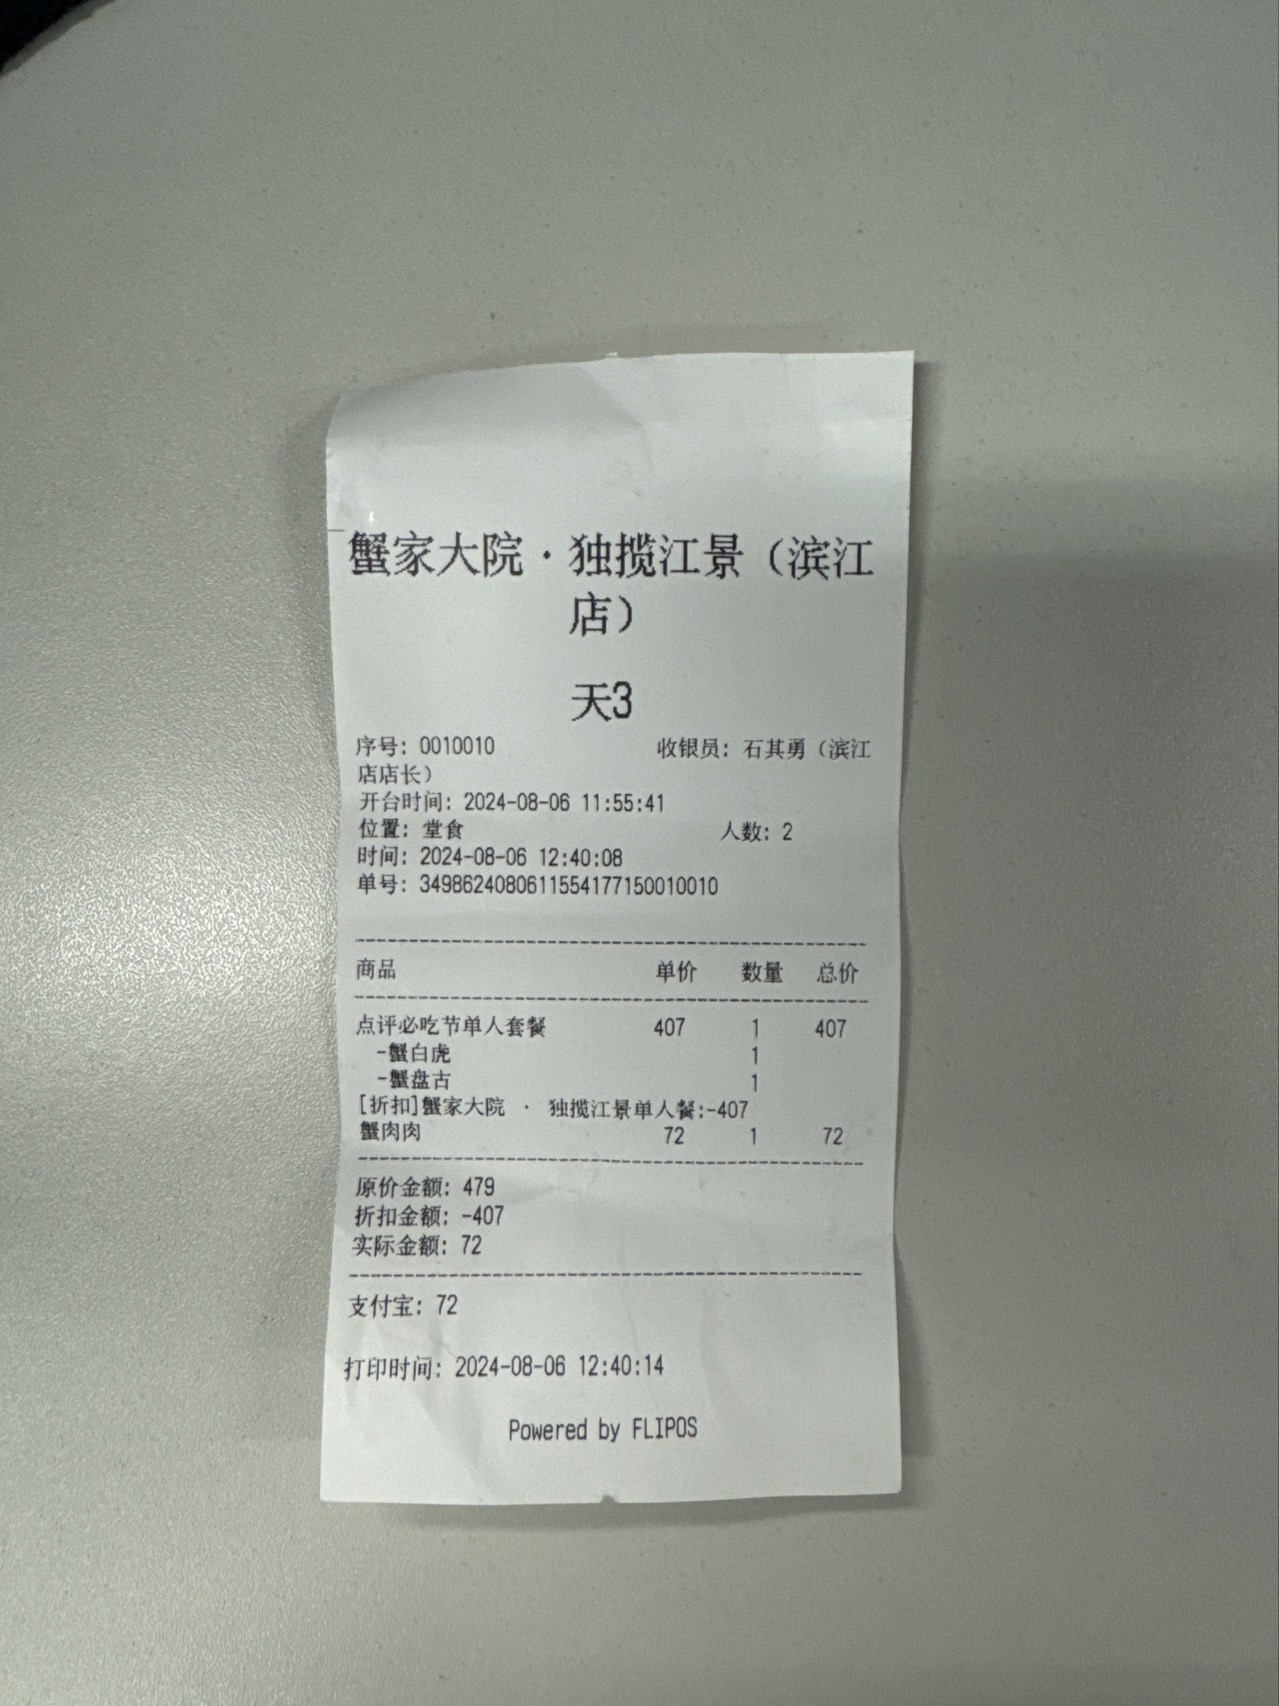 蟹家大院·独揽江景（滨江
店）
天3
序号: 0010010 收银员: 石其勇（滨江
店店长）
开台时间: 2024-08-06 11:55:41
位置: 堂食 人数: 2
时间: 2024-08-06 12:40:08
单号: 3498624080611554177150010010
商品 单价 数量 总价
点评必吃节单人套餐 407 1 407
-蟹白虎 1
-蟹盘古 1
[折扣]蟹家大院 · 独揽江景单人餐:-407
蟹肉肉 72 1 72
原价金额: 479
折扣金额: -407
实际金额: 72
支付宝: 72
打印时间: 2024-08-06 12:40:14
Powered by FLIPOS